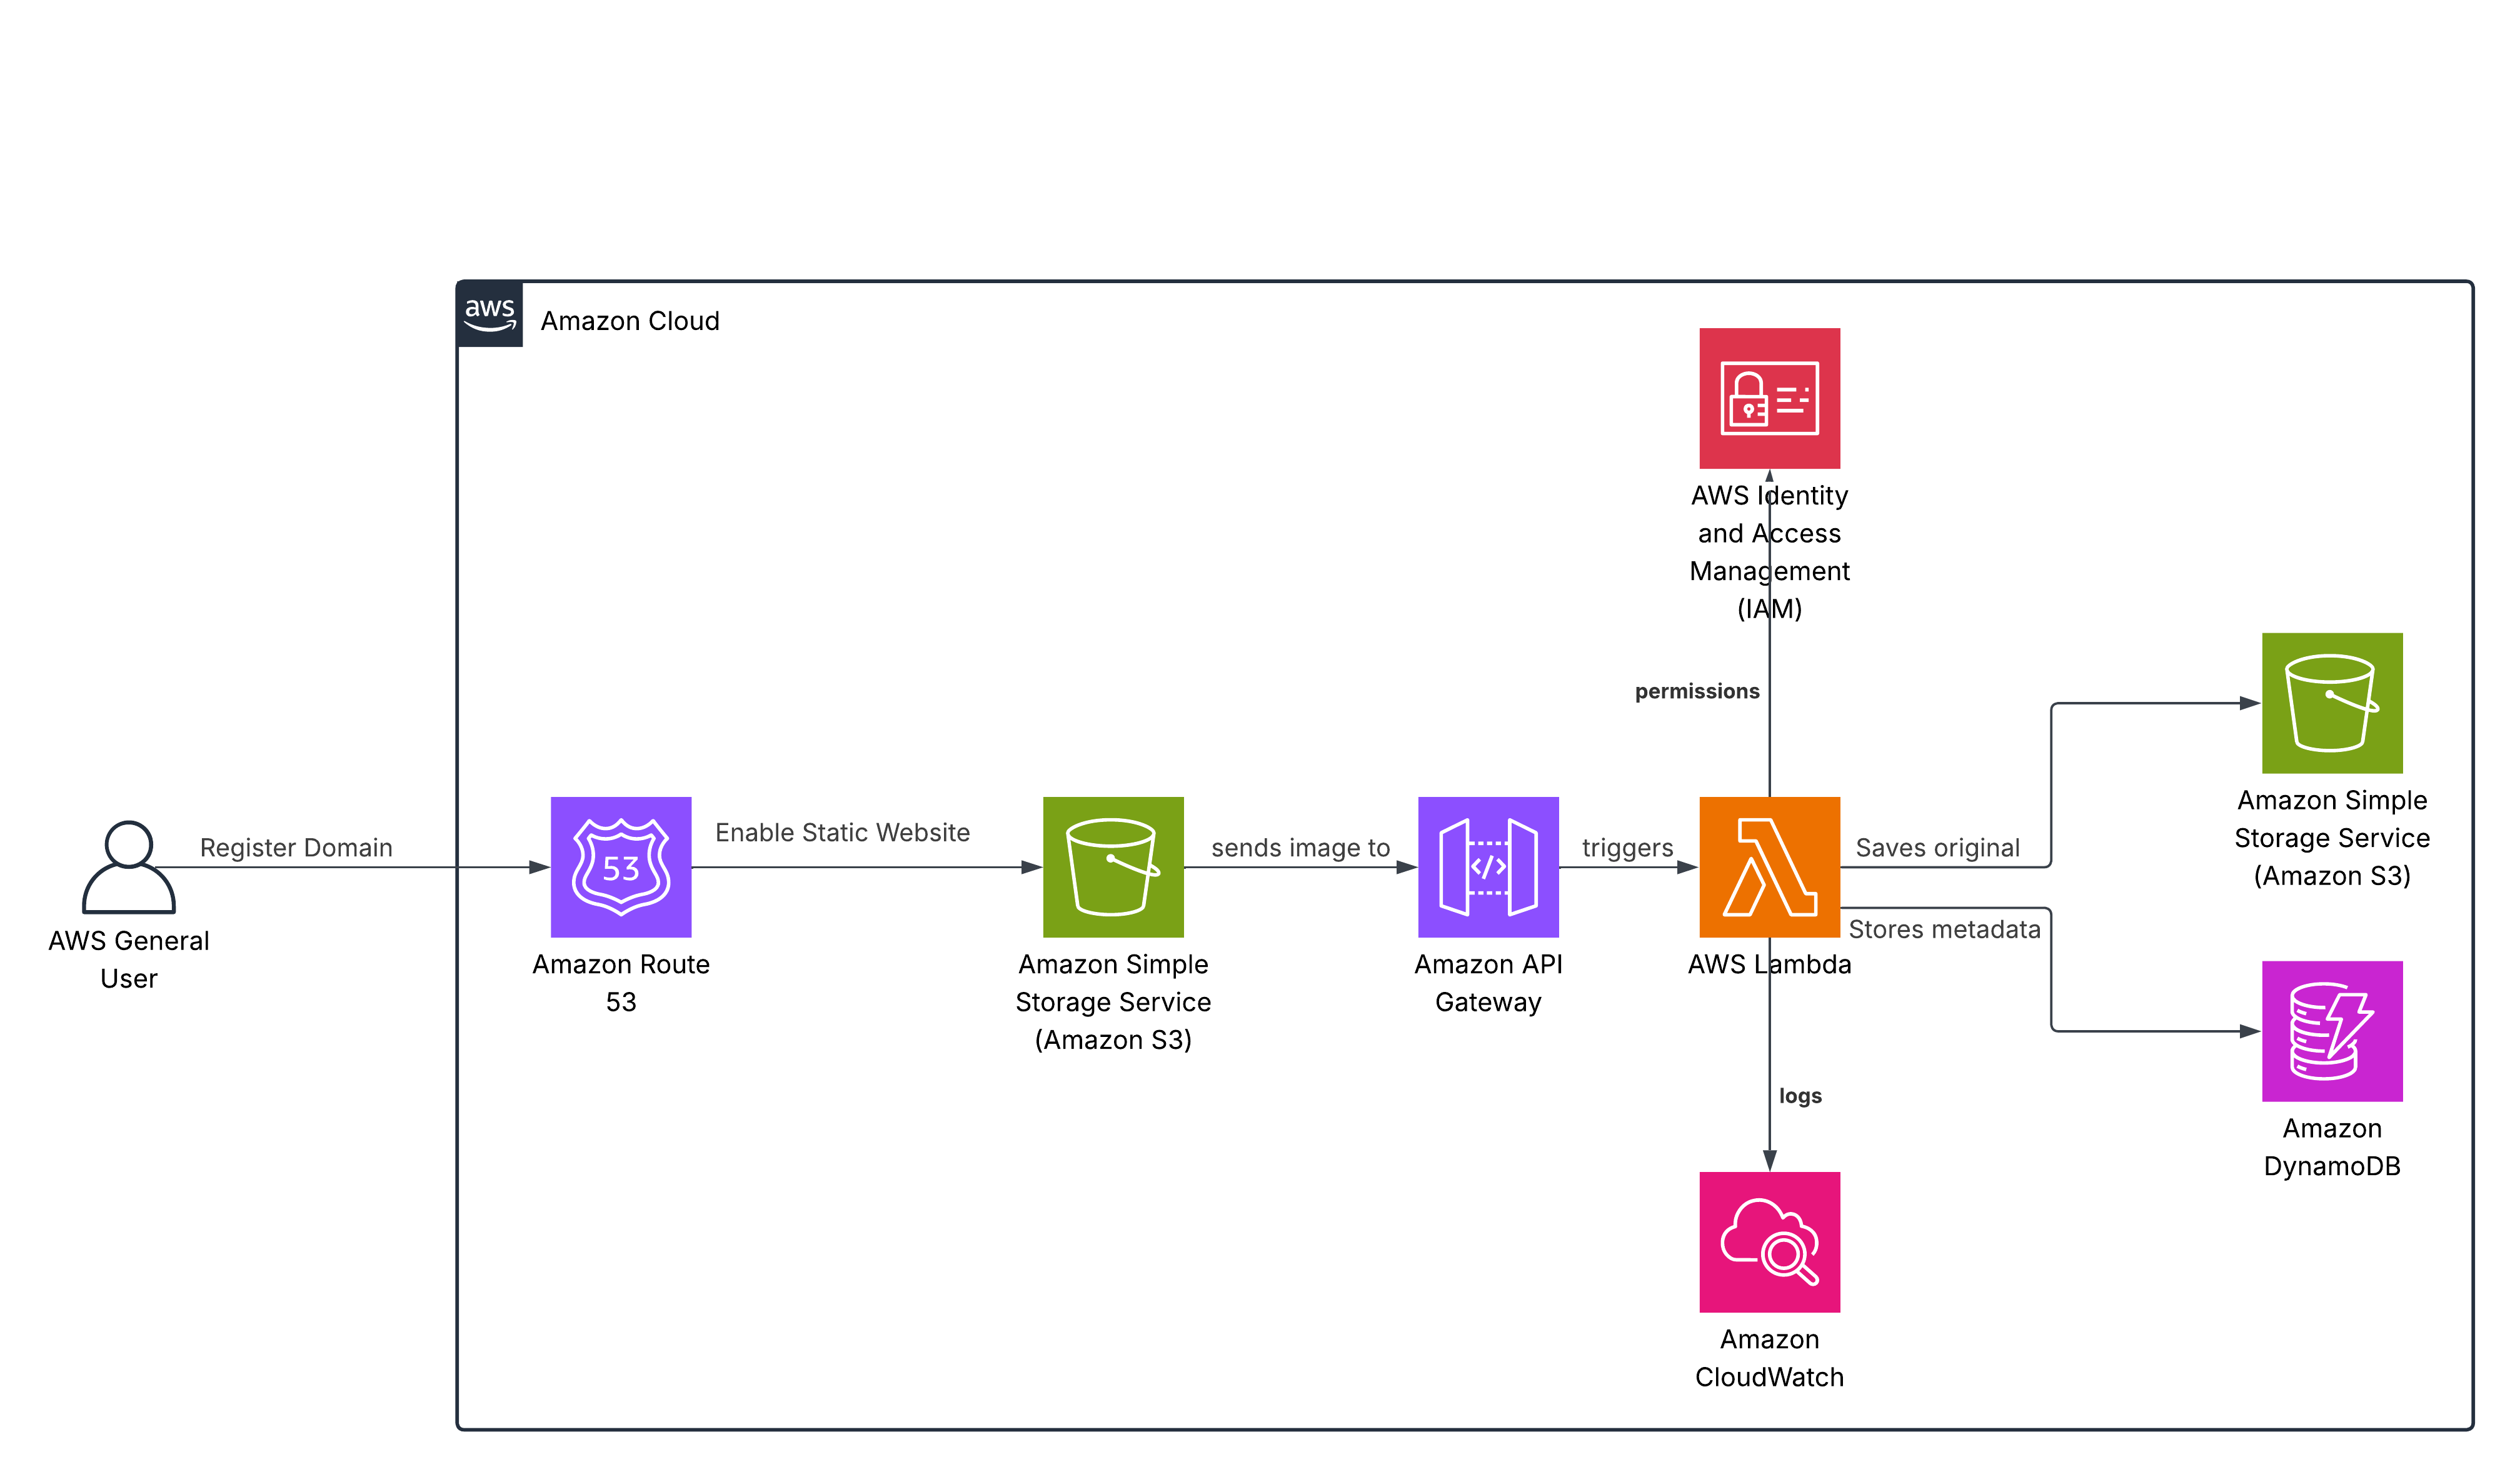 aws
Amazon Cloud
AWS Identity
and Access
Management
(IAM)
permissions
Register Domain
53
Enable Static Website
sends image to
</>
triggers
Saves original
Stores metadata
AWS General
User
Amazon Route
53
Amazon Simple
Storage Service
(Amazon S3)
Amazon API
Gateway
AWS Lambda
Amazon Simple
Storage Service
(Amazon S3)
logs
Amazon
DynamoDB
Amazon
CloudWatch